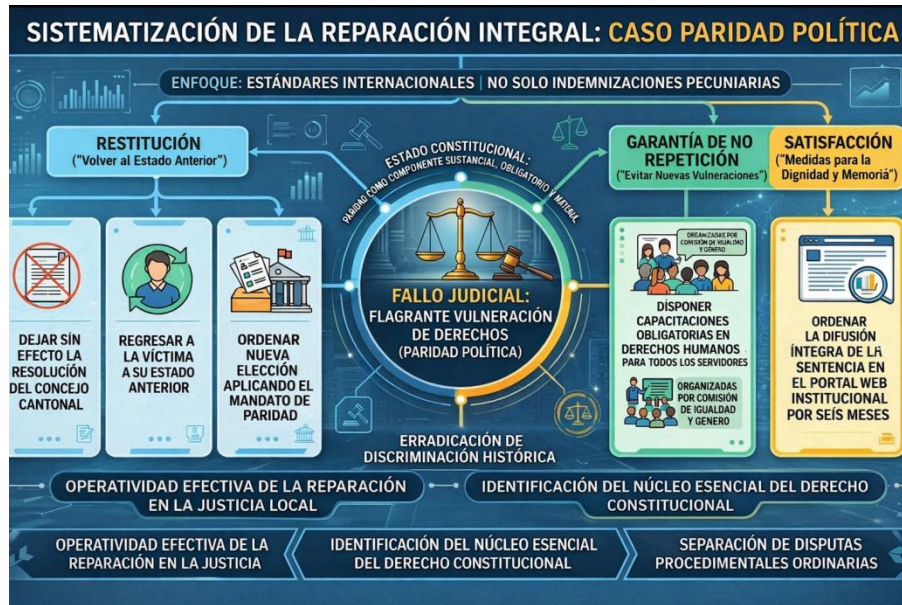 SISTEMATIZACIÓN DE LA REPARACIÓN INTEGRAL: CASO PARIDAD POLÍTICA
ENFOQUE: ESTÁNDARES INTERNACIONALES | NO SOLO INDEMNIZACIONES PECUNIARIAS
RESTITUCIÓN
("Volver al Estado Anterior")
DEJAR SIN
EFECTO LA
RESOLUCIÓN
DEL CONCEJO
CANTONAL
REGRESAR A
LA VÍCTIMA
A SU ESTADO
ANTERIOR
ORDENAR
NUEVA
ELECCIÓN
APLICANDO EL
MANDATO DE
PARIDAD
ESTADO CONSTITUCIONAL:
PARIDAD COMO COMPONENTE SUSTANCIAL, OBLIGATORIO Y MATERIAL
FALLO JUDICIAL:
FLAGRANTE VULNERACIÓN
DE DERECHOS
(PARIDAD POLÍTICA)
ERRADICACIÓN DE
DISCRIMINACIÓN HISTÓRICA
GARANTÍA DE NO
REPETICIÓN
("Evitar Nuevas Vulneraciones")
ORGANIZADAS POR
COMISIÓN DE IGUALDAD
Y GÉNERO
DISPONER
CAPACITACIONES
OBLIGATORIAS EN
DERECHOS HUMANOS
PARA TODOS LOS SERVIDORES
ORGANIZADAS
POR COMISIÓN
DE IGUALDAD
Y GENERO
SATISFACCIÓN
("Medidas para la
Dignidad y Memoriá")
ORDENAR
LA DIFUSIÓN
ÍNTEGRA DE LA
SENTENCIA EN
EL PORTAL WEB
INSTITUCIONAL
POR SEÍS MESES
OPERATIVIDAD EFECTIVA DE LA REPARACIÓN
EN LA JUSTICIA LOCAL
IDENTIFICACIÓN DEL NÚCLEO ESENCIAL DEL DERECHO
CONSTITUCIONAL
OPERATIVIDAD EFECTIVA DE LA
REPARACIÓN EN LA JUSTICIA
IDENTIFICACIÓN DEL NÚCLEO ESENCIAL
DEL DERECHO CONSTITUCIONAL
SEPARACIÓN DE DISPUTAS
PROCEDIMENTALES ORDINARIAS